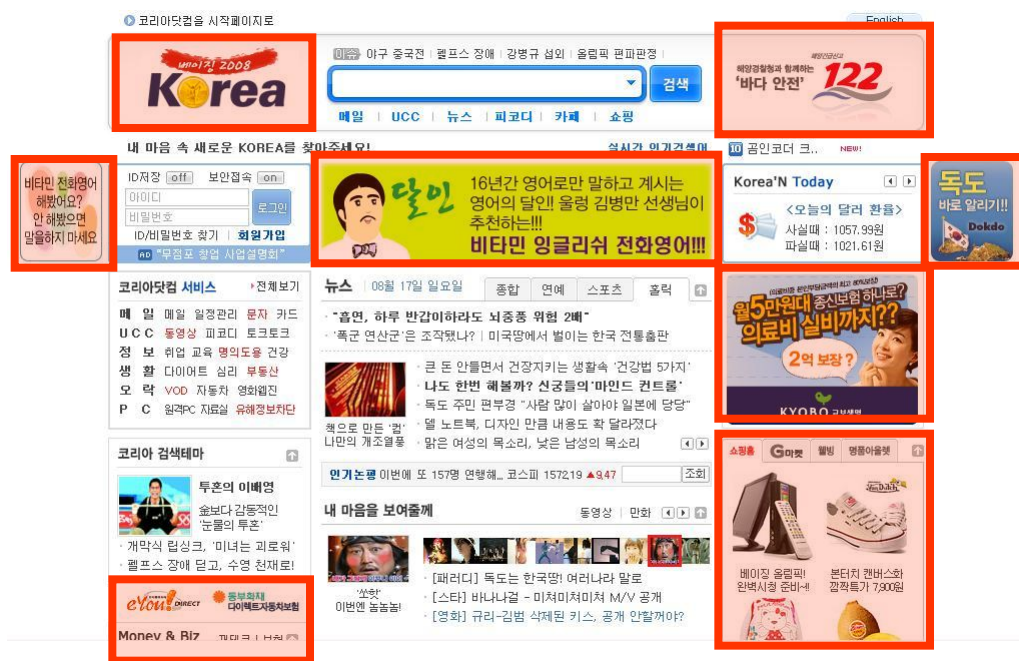 코리아닷컴을 시작페이지로
English
베이징 2008
Korea
이슈 야구 중국전 | 펠프스 장애 | 강병규 섭외 | 올림픽 편파판정 |
검색
메일 | UCC | 뉴스 | 피코디 | 카페 | 쇼핑
해양긴급신고
해양경찰청과 함께하는
'바다 안전' 122
내 마음 속 새로운 KOREA를 찾아주세요!
실시간 인기검색어
10 곰인코더 크.. NEW!
비타민 전화영어
해봤어요?
안 해봤으면
말을하지 마세요
ID저장 off 보안접속 on
아이디
비밀번호
로그인
ID/비밀번호 찾기 | 회원가입
AD "무점포 창업 사업설명회"
달인
16년간 영어로만 말하고 계시는
영어의 달인!! 울렁 김병만 선생님이
추천하는!!!
비타민 잉글리쉬 전화영어!!!
Korea'N Today
<오늘의 달러 환율>
사실때 : 1057.99원
파실때 : 1021.61원
독도
바로 알리기!!
Dokdo
코리아닷컴 서비스 전체보기
메 일 메일 일정관리 문자 카드
U C C 동영상 피코디 토크토크
정 보 취업 교육 명의도용 건강
생 활 다이어트 심리 부동산
오 락 VOD 자동차 영화웹진
P C 원격PC 자료실 유해정보차단
뉴스 | 08월 17일 일요일 종합 연예 스포츠 홀릭
· "흡연, 하루 반갑이하라도 뇌중풍 위험 2배"
· '폭군 연산군'은 조작됐나? | 미국땅에서 벌이는 한국 전통출판
· 큰 돈 안들면서 건강지키는 생활속 '건강법 5가지'
· 나도 한번 해볼까? 신궁들의'마인드 컨트롤'
· 독도 주민 편부경 "사람 많이 살아야 일본에 당당"
· 델 노트북, 디자인 만큼 내용도 확 달라졌다
· 맑은 여성의 목소리, 낮은 남성의 목소리
책으로 만든 '컵'
나만의 개조열풍
월5만원대 종신보험 하나로?
의료비 실비까지??
2억 보장?
KYOBO 교보생명
코리아 검색테마
투혼의 이배영
金보다 감동적인
'눈물의 투혼'
· 개막식 립싱크, '미녀는 괴로워'
· 펠프스 장애 딛고, 수영 천재로!
인기논평 이번에 또 157명 연행해... 코스피 1572.19 ▲9.47 조회
내 마음을 보여줄께 동영상 | 만화
'쏘핫'
이번엔 놈놈놈!
· [패러디] 독도는 한국땅! 여러나라 말로
· [스타] 바나나걸 - 미쳐미쳐미쳐 M/V 공개
· [영화] 규리-김범 삭제된 키스, 공개 안할꺼야?
쇼핑홈 G마켓 웰빙 명품아울렛
Von Dutch
베이징 올림픽!
완벽시청 준비~!!
본더치 캔버스화
깜짝특가 7,900원
eYou! DIRECT
동부화재
다이렉트자동차보험
Money & Biz 재테크 | 보험